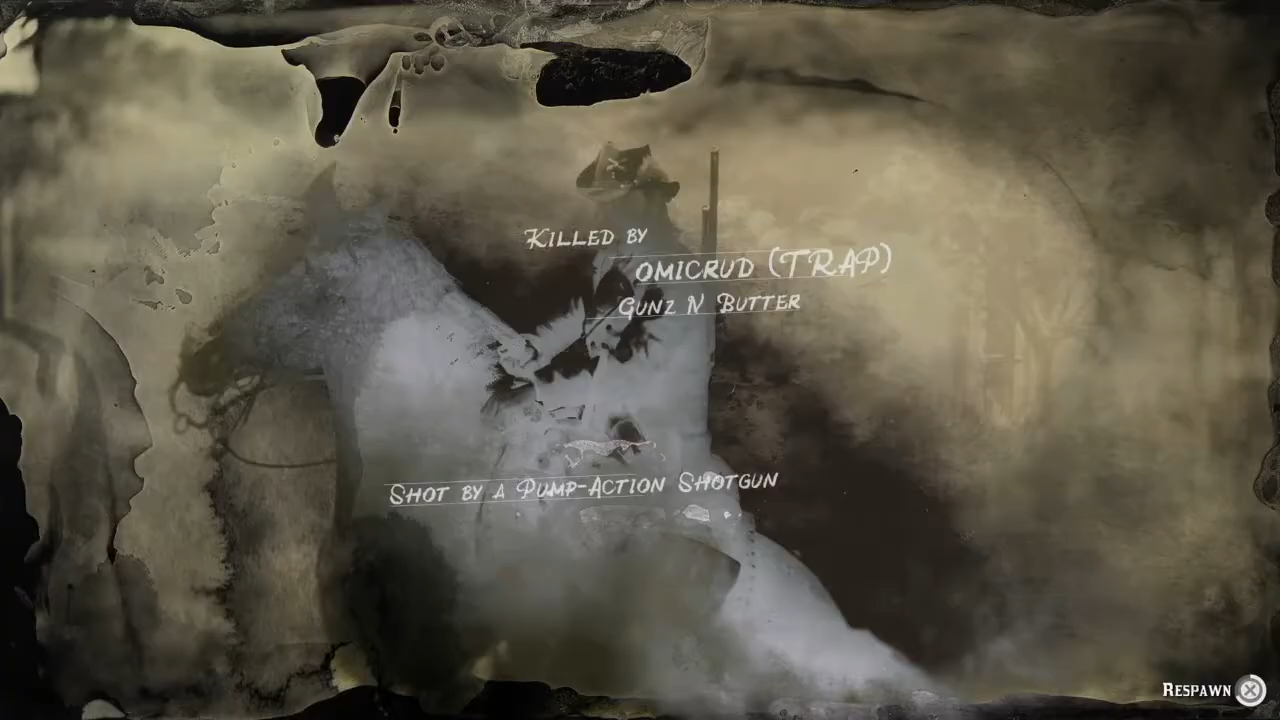 Killed by
OMICRUD (TRAP)
Gunz N Butter
Shot by a Pump-Action Shotgun
Respawn